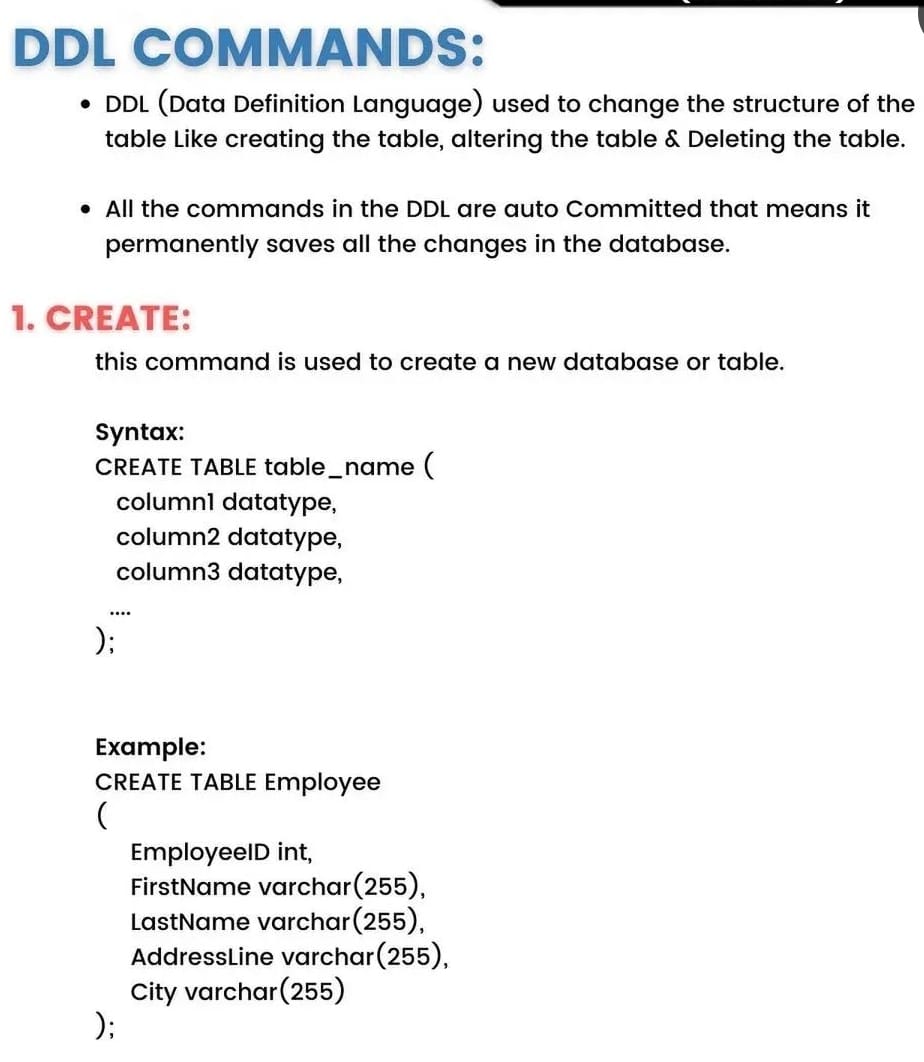 DDL COMMANDS:
• DDL (Data Definition Language) used to change the structure of the
table Like creating the table, altering the table & Deleting the table.
• All the commands in the DDL are auto Committed that means it
permanently saves all the changes in the database.
1. CREATE:
this command is used to create a new database or table.
Syntax:
CREATE TABLE table_name (
column1 datatype,
column2 datatype,
column3 datatype,
....
);
Example:
CREATE TABLE Employee
(
EmployeeID int,
FirstName varchar(255),
LastName varchar(255),
AddressLine varchar(255),
City varchar(255)
);